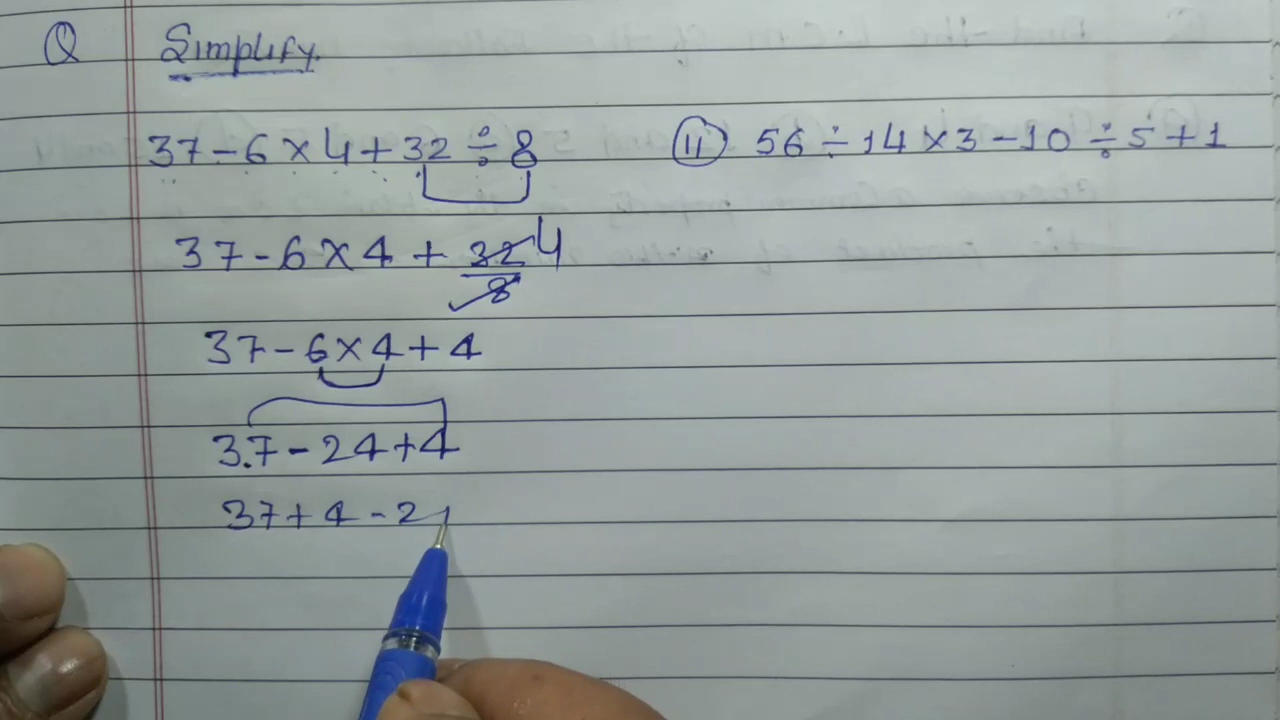 Q Simplify.
37 - 6 × 4 + 32 ÷ 8
(11) 56 ÷ 14 × 3 - 10 ÷ 5 + 1
37 - 6 × 4 + 32/8 4
37 - 6 × 4 + 4
37 - 24 + 4
37 + 4 - 2